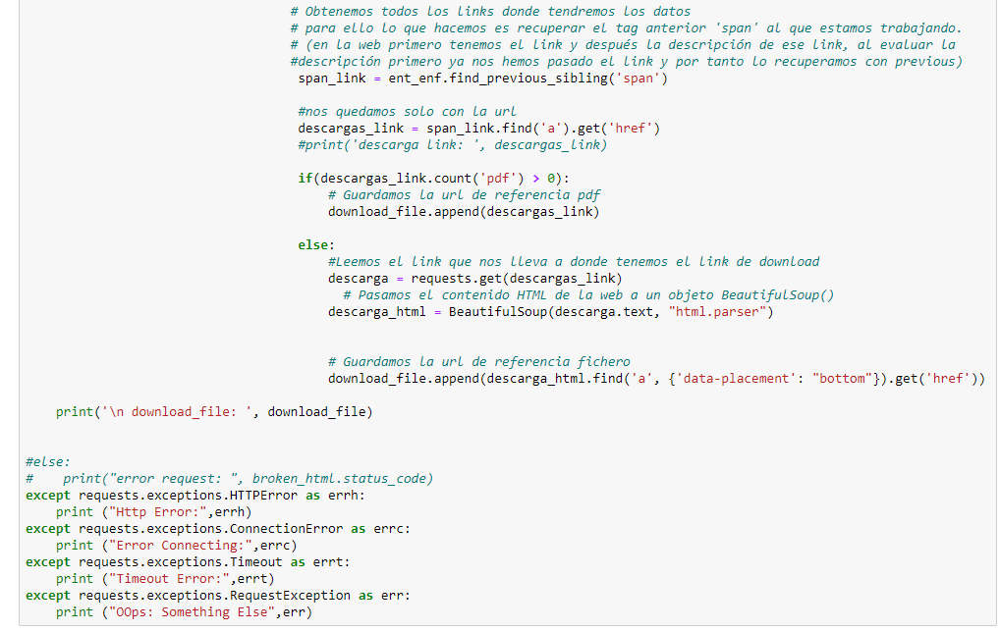 # Obtenemos todos los links donde tendremos los datos
# para ello lo que hacemos es recuperar el tag anterior 'span' al que estamos trabajando.
# (en la web primero tenemos el link y después la descripción de ese link, al evaluar la
#descripción primero ya nos hemos pasado el link y por tanto lo recuperamos con previous)
span_link = ent_enf.find_previous_sibling('span')
#nos quedamos solo con la url
descargas_link = span_link.find('a').get('href')
#print('descarga link: ', descargas_link)
if(descargas_link.count('pdf') > 0):
# Guardamos la url de referencia pdf
download_file.append(descargas_link)
else:
#Leemos el link que nos lleva a donde tenemos el link de download
descarga = requests.get(descargas_link)
# Pasamos el contenido HTML de la web a un objeto BeautifulSoup()
descarga_html = BeautifulSoup(descarga.text, "html.parser")
# Guardamos la url de referencia fichero
download_file.append(descarga_html.find('a', {'data-placement': "bottom"}).get('href'))
print('\n download_file: ', download_file)
#else:
#    print("error request: ", broken_html.status_code)
except requests.exceptions.HTTPError as errh:
print ("Http Error:",errh)
except requests.exceptions.ConnectionError as errc:
print ("Error Connecting:",errc)
except requests.exceptions.Timeout as errt:
print ("Timeout Error:",errt)
except requests.exceptions.RequestException as err:
print ("OOps: Something Else",err)